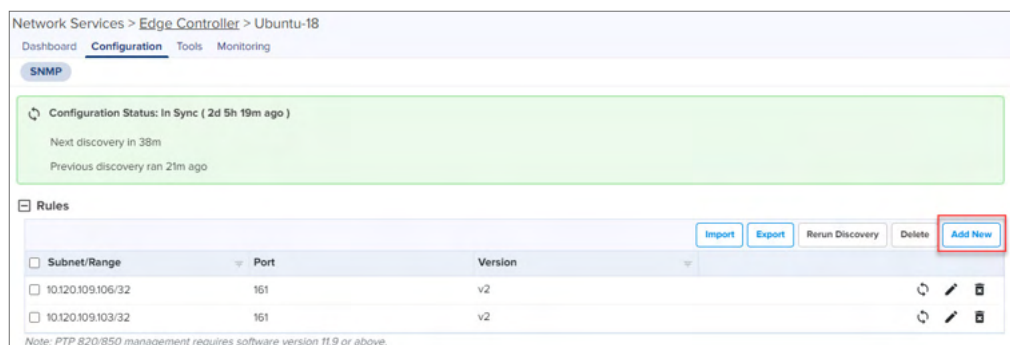 Network Services > Edge Controller > Ubuntu-18
Dashboard Configuration Tools Monitoring
SNMP
Configuration Status: In Sync ( 2d 5h 19m ago )
Next discovery in 38m
Previous discovery ran 21m ago
Rules
Import Export Rerun Discovery Delete Add New
Subnet/Range Port Version
10.120.109.106/32 161 v2
10.120.109.103/32 161 v2
Note: PTP 820/850 management requires software version 11.9 or above.